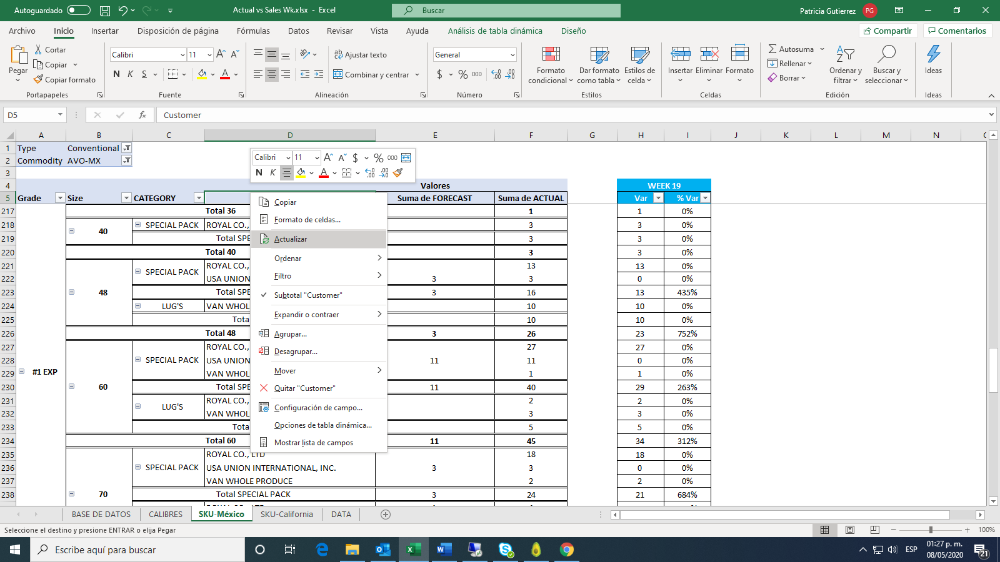 Autoguardado
Actual vs Sales Wk.xlsx - Excel
Buscar
Patricia Gutierrez PG
Archivo Inicio Insertar Disposición de página Fórmulas Datos Revisar Vista Ayuda Análisis de tabla dinámica Diseño Compartir Comentarios
Pegar
Cortar
Copiar
Copiar formato
Portapapeles
Calibri 11 A A
N K S A
Fuente
ab Ajustar texto
Combinar y centrar
Alineación
General
$ % 000
Número
Formato condicional
Dar formato como tabla
Estilos de celda
Estilos
Insertar Eliminar Formato
Celdas
Autosuma
Rellenar
Borrar
Ordenar y filtrar
Buscar y seleccionar
Edición
Ideas
Ideas
D5 fx Customer
A B C D E F G H I J K L M N
1 Type Conventional
2 Commodity AVO-MX
3
4 Valores WEEK 19
5 Grade Size CATEGORY Suma de FORECAST Suma de ACTUAL Var % Var
217 Total 36 1 1 0%
218 40 SPECIAL PACK ROYAL CO., 3 3 0%
219 Total SPE 3 3 0%
220 Total 40 3 3 0%
221 SPECIAL PACK ROYAL CO., 13 13 0%
222 USA UNION 3 3 0 0%
223 48 Total SPE 3 16 13 435%
224 LUG'S VAN WHOL 10 10 0%
225 Tota 10 10 0%
226 Total 48 3 26 23 752%
227 ROYAL CO., 27 27 0%
228 SPECIAL PACK USA UNION 11 11 0 0%
229 #1 EXP VAN WHOL 1 1 0%
230 60 Total SPE 11 40 29 263%
231 LUG'S ROYAL CO., 2 2 0%
232 VAN WHOL 3 3 0%
233 Tota 5 5 0%
234 Total 60 11 45 34 312%
235 ROYAL CO., LTD 18 18 0%
236 SPECIAL PACK USA UNION INTERNATIONAL, INC. 3 3 0 0%
237 VAN WHOLE PRODUCE 2 2 0%
238 70 Total SPECIAL PACK 3 24 21 684%
Calibri 11 A A $ % 000
N K A
Copiar
Formato de celdas...
Actualizar
Ordenar
Filtro
Subtotal "Customer"
Expandir o contraer
Agrupar...
Desagrupar...
Mover
Quitar "Customer"
Configuración de campo...
Opciones de tabla dinámica...
Mostrar lista de campos
BASE DE DATOS CALIBRES SKU-México SKU-California DATA
Seleccione el destino y presione ENTRAR o elija Pegar
100%
Escribe aquí para buscar
ESP
01:27 p. m.
08/05/2020
21